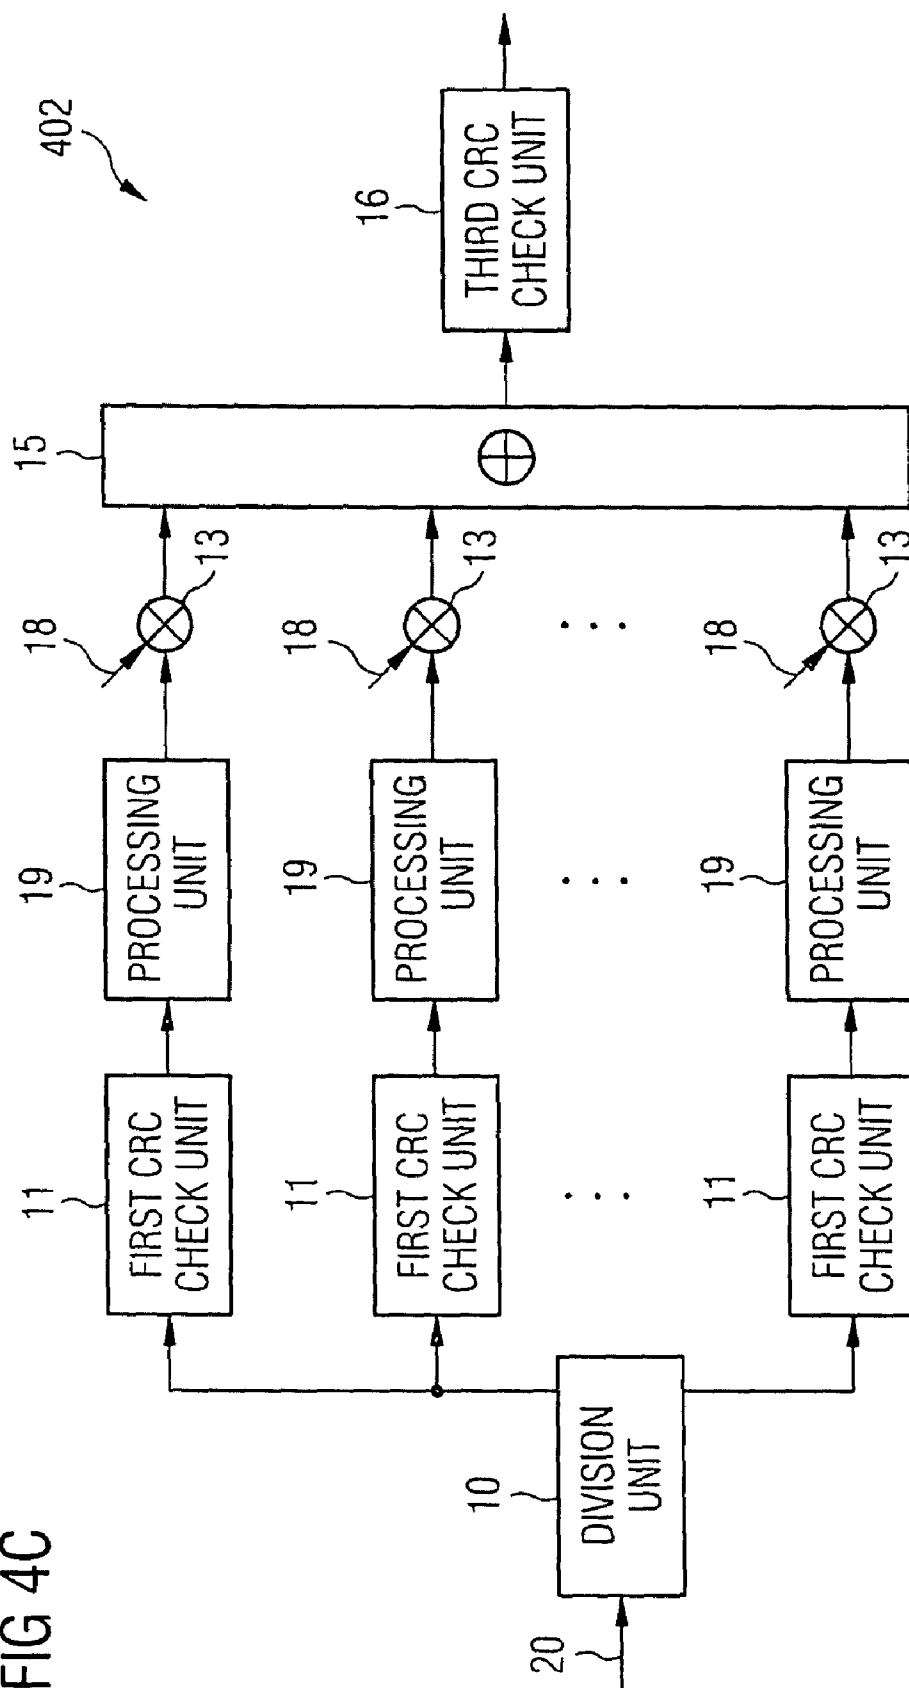 FIG 4C
402
20
10
DIVISION
UNIT
11
FIRST CRC
CHECK UNIT
19
PROCESSING
UNIT
18
13
15
16
THIRD CRC
CHECK UNIT
11
FIRST CRC
CHECK UNIT
19
PROCESSING
UNIT
18
13
. . .
. . .
. . .
11
FIRST CRC
CHECK UNIT
19
PROCESSING
UNIT
18
13